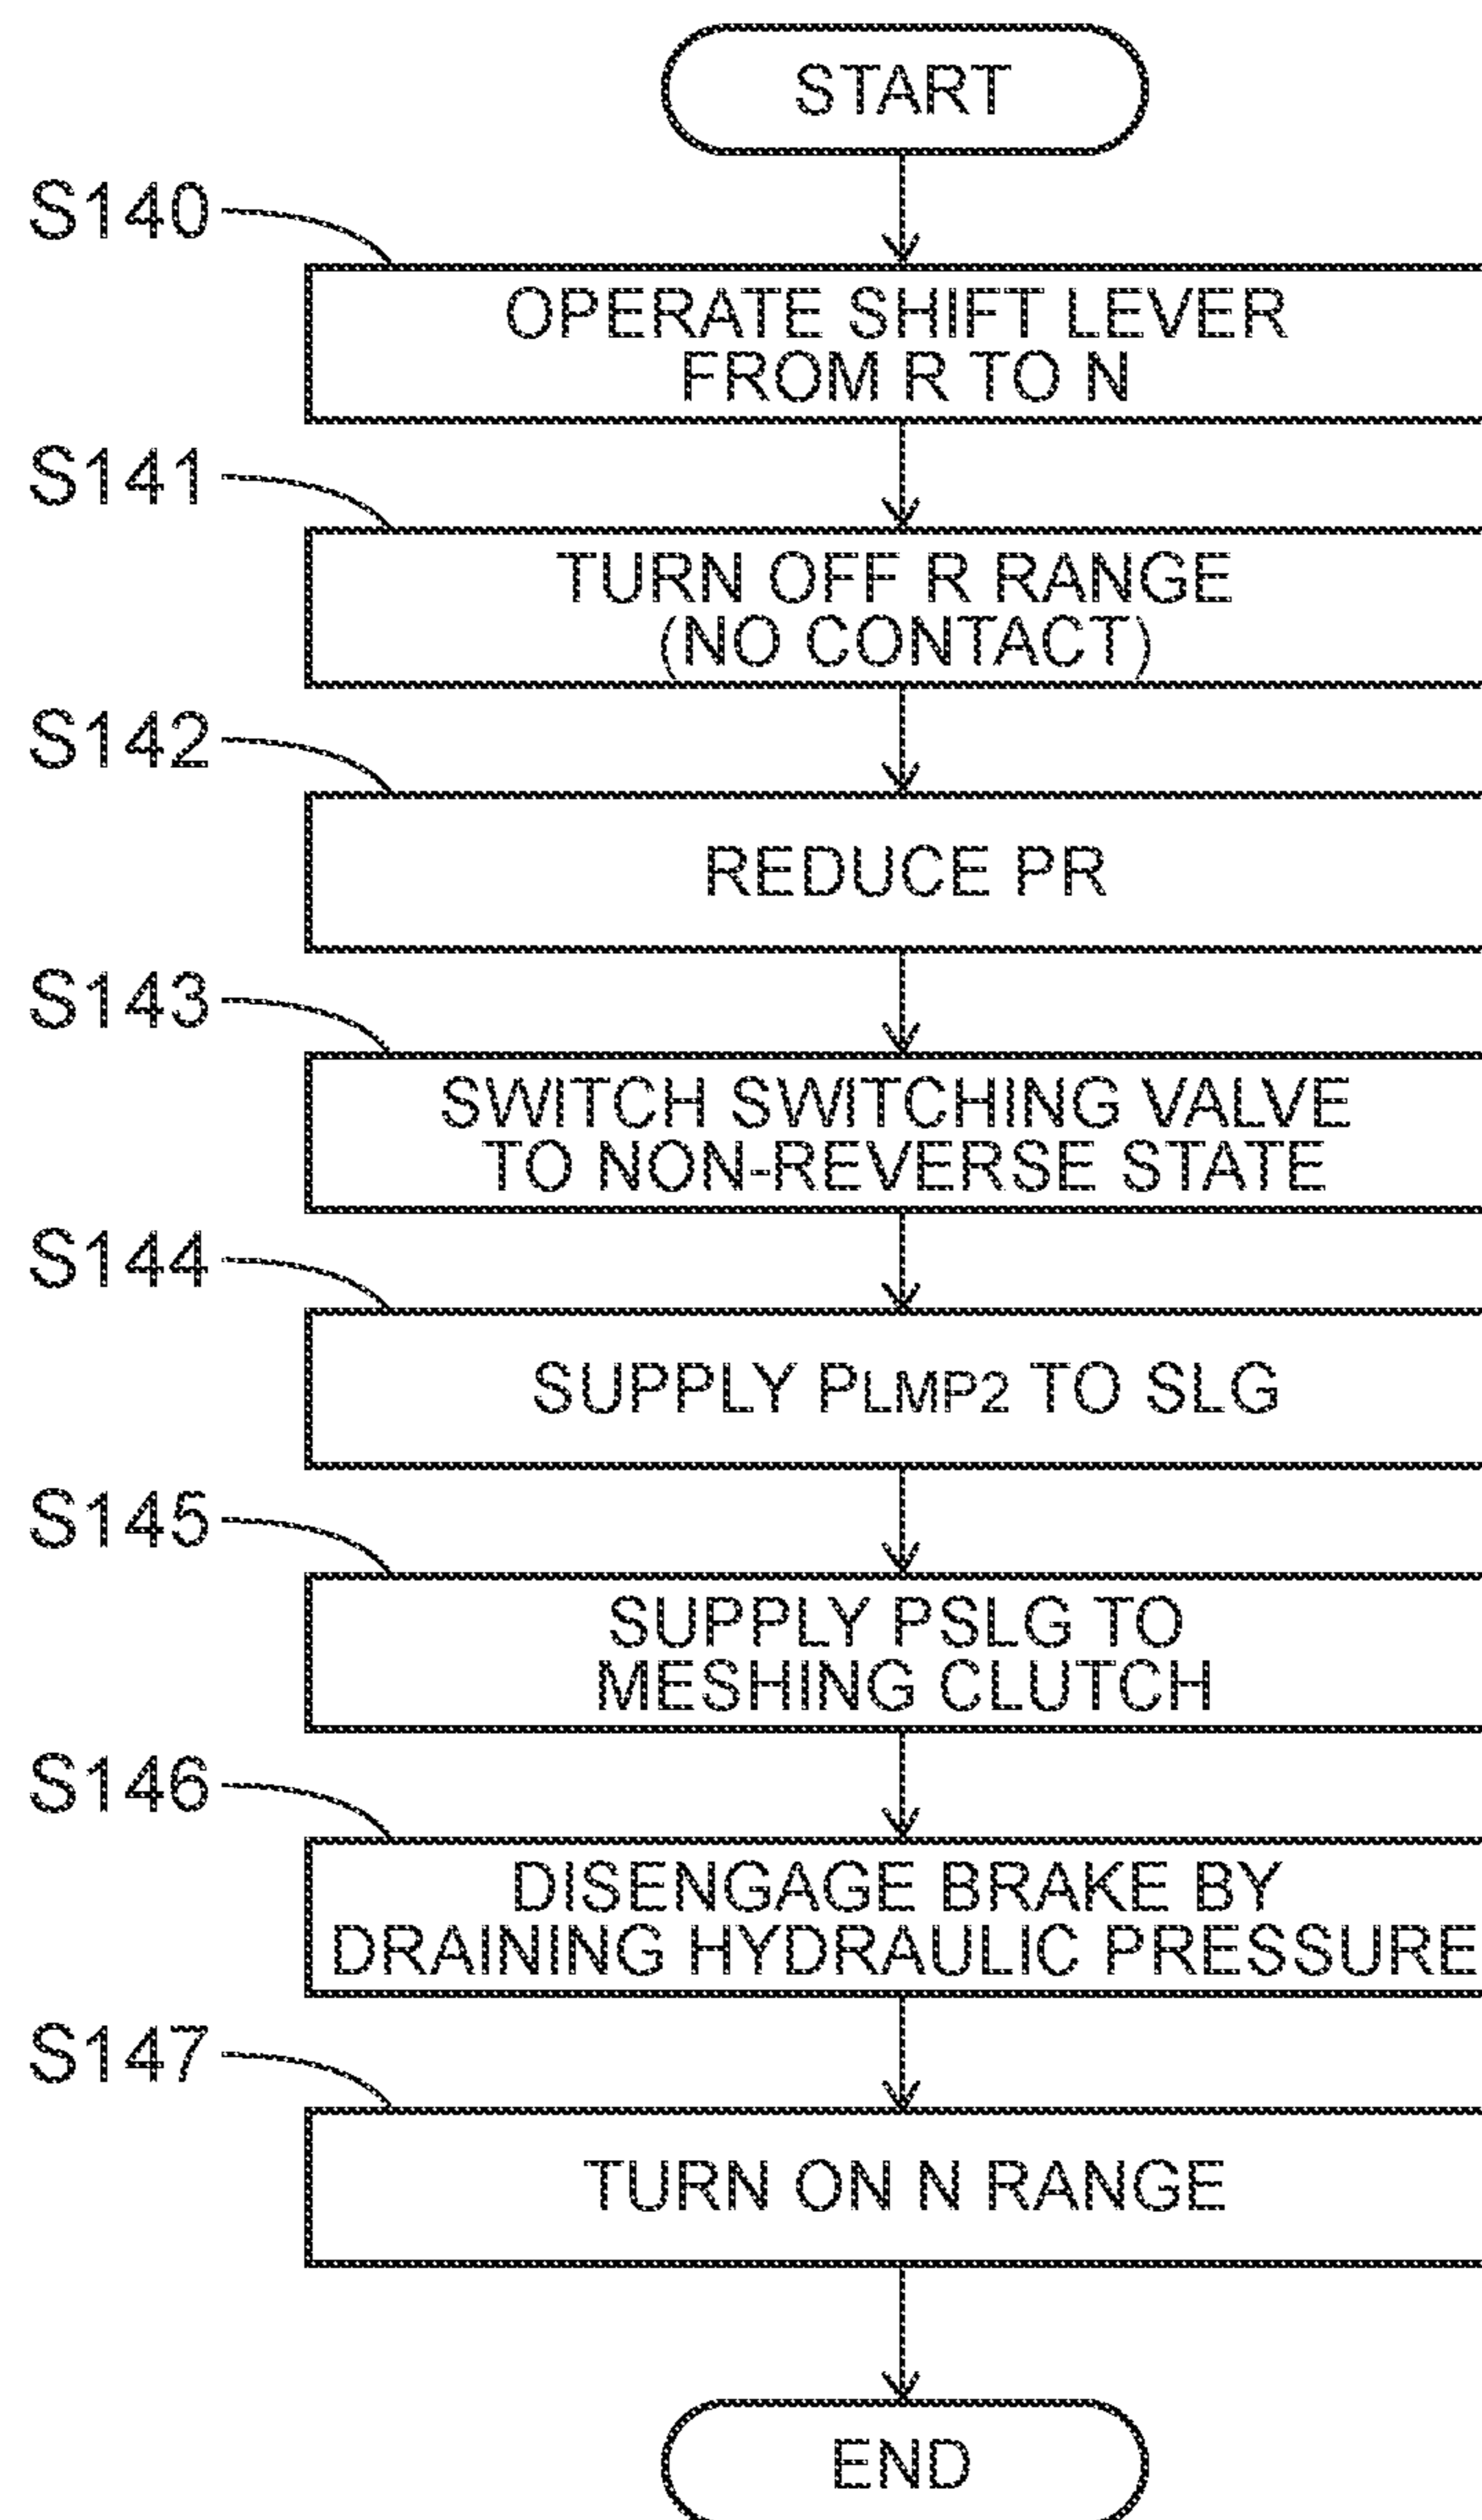 START
S140
OPERATE SHIFT LEVER
FROM R TO N
S141
TURN OFF R RANGE
(NO CONTACT)
S142
REDUCE PR
S143
SWITCH SWITCHING VALVE
TO NON-REVERSE STATE
S144
SUPPLY PLMP2 TO SLG
S145
SUPPLY PSLG TO
MESHING CLUTCH
S146
DISENGAGE BRAKE BY
DRAINING HYDRAULIC PRESSURE
S147
TURN ON N RANGE
END